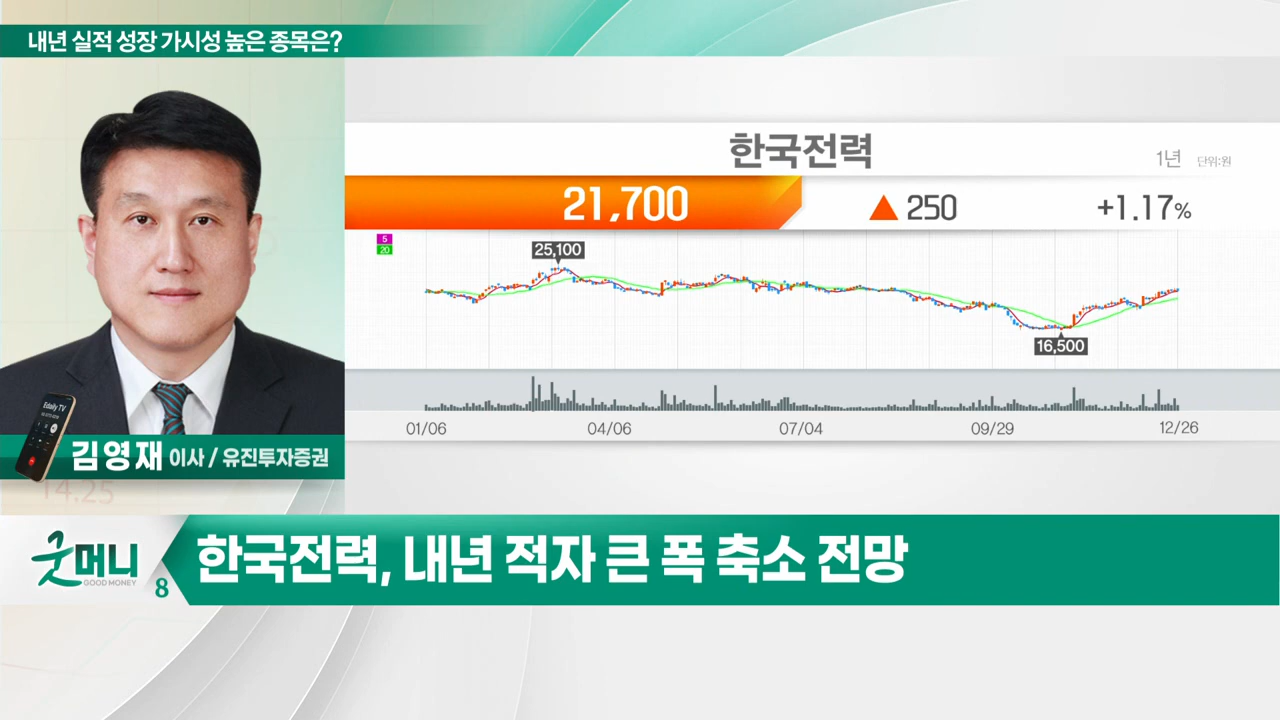 내년 실적 성장 가시성 높은 종목은?
한국전력
1년 단위:원
21,700 ▲ 250 +1.17%
5
20
25,100
16,500
01/06 04/06 07/04 09/29 12/26
Edaily TV
김영재 이사 / 유진투자증권
14.25
굿머니
GOOD MONEY
8
한국전력, 내년 적자 큰 폭 축소 전망